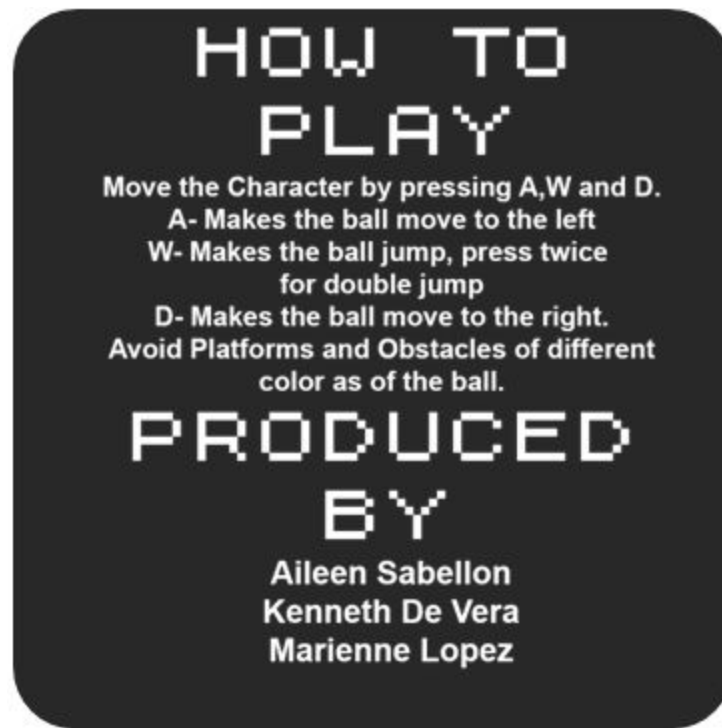 HOW TO
PLAY
Move the Character by pressing A,W and D.
A- Makes the ball move to the left
W- Makes the ball jump, press twice
for double jump
D- Makes the ball move to the right.
Avoid Platforms and Obstacles of different
color as of the ball.
PRODUCED
BY
Aileen Sabellon
Kenneth De Vera
Marienne Lopez